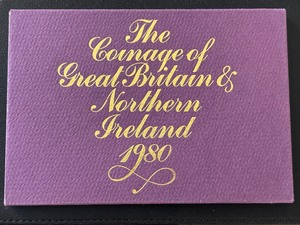 The
Coinage of
Great Britain &
Northern
Ireland
1980